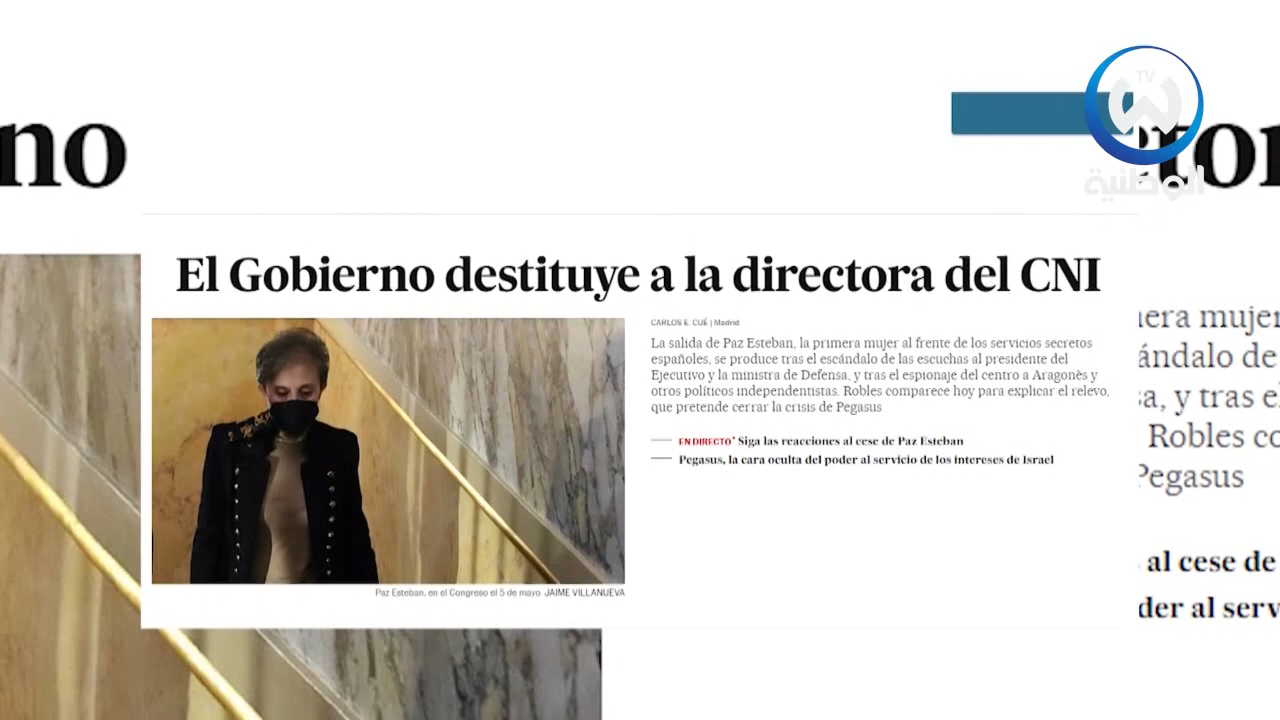 TV
W
الوطنية
no
tor
El Gobierno destituye a la directora del CNI
CARLOS E. CUÉ | Madrid
La salida de Paz Esteban, la primera mujer al frente de los servicios secretos
españoles, se produce tras el escándalo de las escuchas al presidente del
Ejecutivo y la ministra de Defensa, y tras el espionaje del centro a Aragonès y
otros políticos independentistas. Robles comparece hoy para explicar el relevo,
que pretende cerrar la crisis de Pegasus
EN DIRECTO Siga las reacciones al cese de Paz Esteban
Pegasus, la cara oculta del poder al servicio de los intereses de Israel
Paz Esteban, en el Congreso el 5 de mayo. JAIME VILLANUEVA
era mujer
ándalo de
a, y tras e
Robles co
Pegasus
al cese de
der al serv